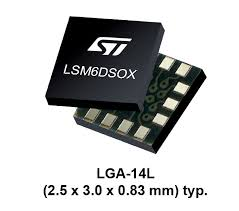 ST
LSM6DSOX
LGA-14L
(2.5 x 3.0 x 0.83 mm) typ.